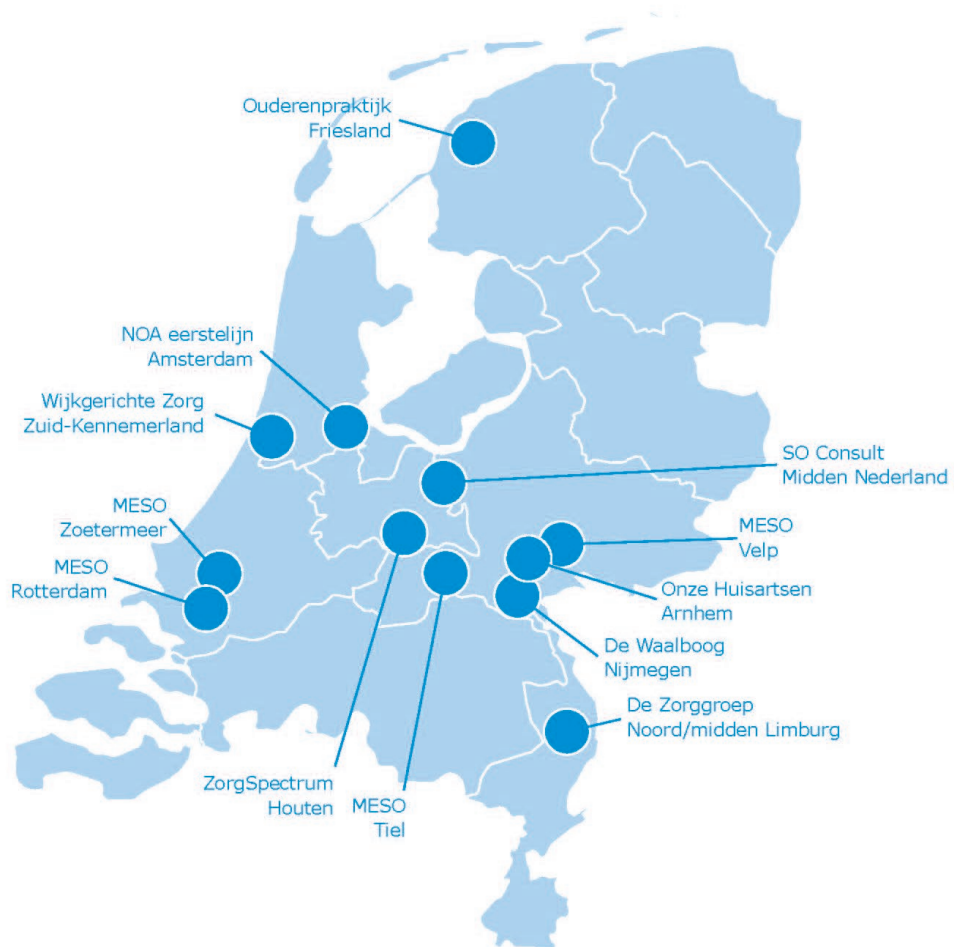 Ouderenpraktijk
Friesland
NOA eerstelijn
Amsterdam
Wijkgerichte Zorg
Zuid-Kennemerland
SO Consult
Midden Nederland
MESO
Zoetermeer
MESO
Velp
MESO
Rotterdam
Onze Huisartsen
Arnhem
De Waalboog
Nijmegen
De Zorggroep
Noord/midden Limburg
ZorgSpectrum
Houten
MESO
Tiel